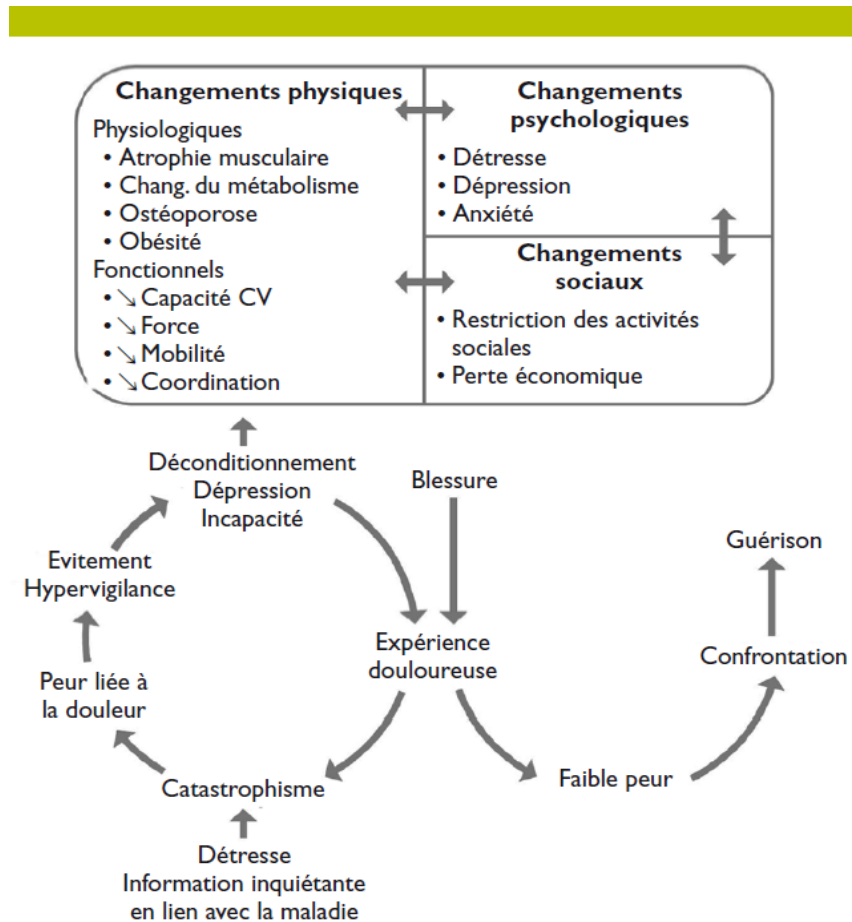 Changements physiques
Physiologiques
• Atrophie musculaire
• Chang. du métabolisme
• Ostéoporose
• Obésité
Fonctionnels
• ↘ Capacité CV
• ↘ Force
• ↘ Mobilité
• ↘ Coordination
Changements
psychologiques
• Détresse
• Dépression
• Anxiété
Changements
sociaux
• Restriction des activités
sociales
• Perte économique
Déconditionnement
Dépression
Incapacité
Blessure
Evitement
Hypervigilance
Guérison
Expérience
douloureuse
Confrontation
Peur liée à
la douleur
Catastrophisme
Faible peur
Détresse
Information inquiétante
en lien avec la maladie